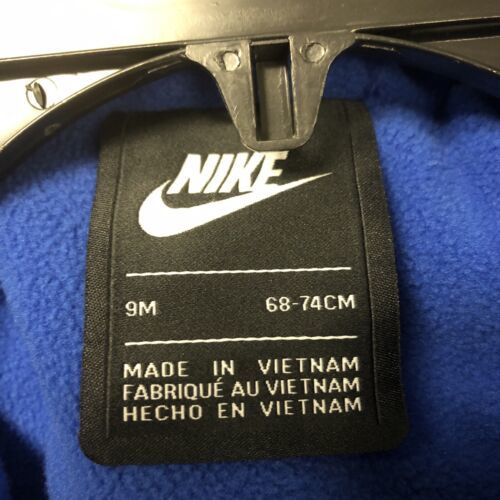 NIKE
9M 68-74CM
MADE IN VIETNAM
FABRIQUÉ AU VIETNAM
HECHO EN VIETNAM